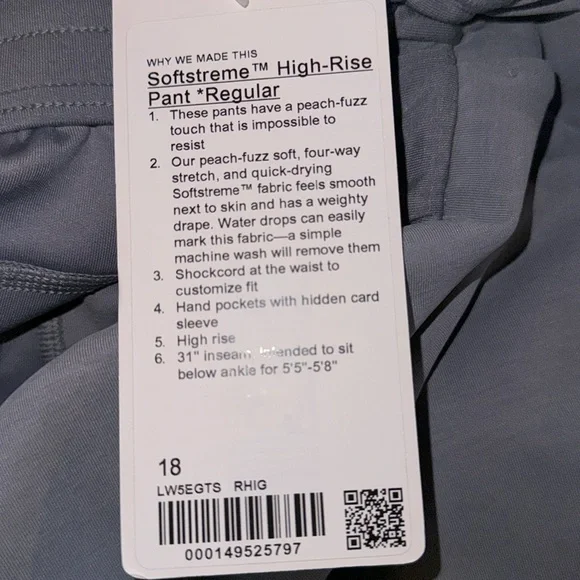 WHY WE MADE THIS
Softstreme™ High-Rise
Pant *Regular
1. These pants have a peach-fuzz
touch that is impossible to
resist
2. Our peach-fuzz soft, four-way
stretch, and quick-drying
Softstreme™ fabric feels smooth
next to skin and has a weighty
drape. Water drops can easily
mark this fabric—a simple
machine wash will remove them
3. Shockcord at the waist to
customize fit
4. Hand pockets with hidden card
sleeve
5. High rise
6. 31" inseam, intended to sit
below ankle for 5'5"-5'8"
18
LW5EGTS RHIG
000149525797